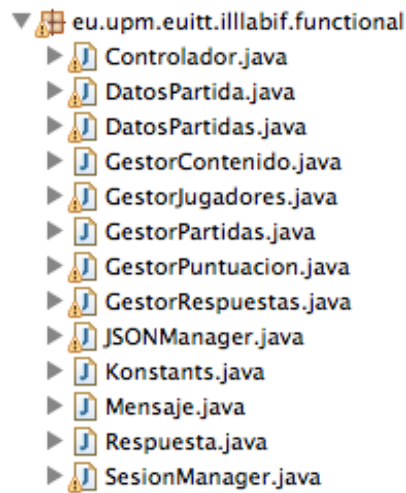 eu.upm.euitt.illlabif.functional
Controlador.java
DatosPartida.java
DatosPartidas.java
GestorContenido.java
GestorJugadores.java
GestorPartidas.java
GestorPuntuacion.java
GestorRespuestas.java
JSONManager.java
Konstants.java
Mensaje.java
Respuesta.java
SesionManager.java